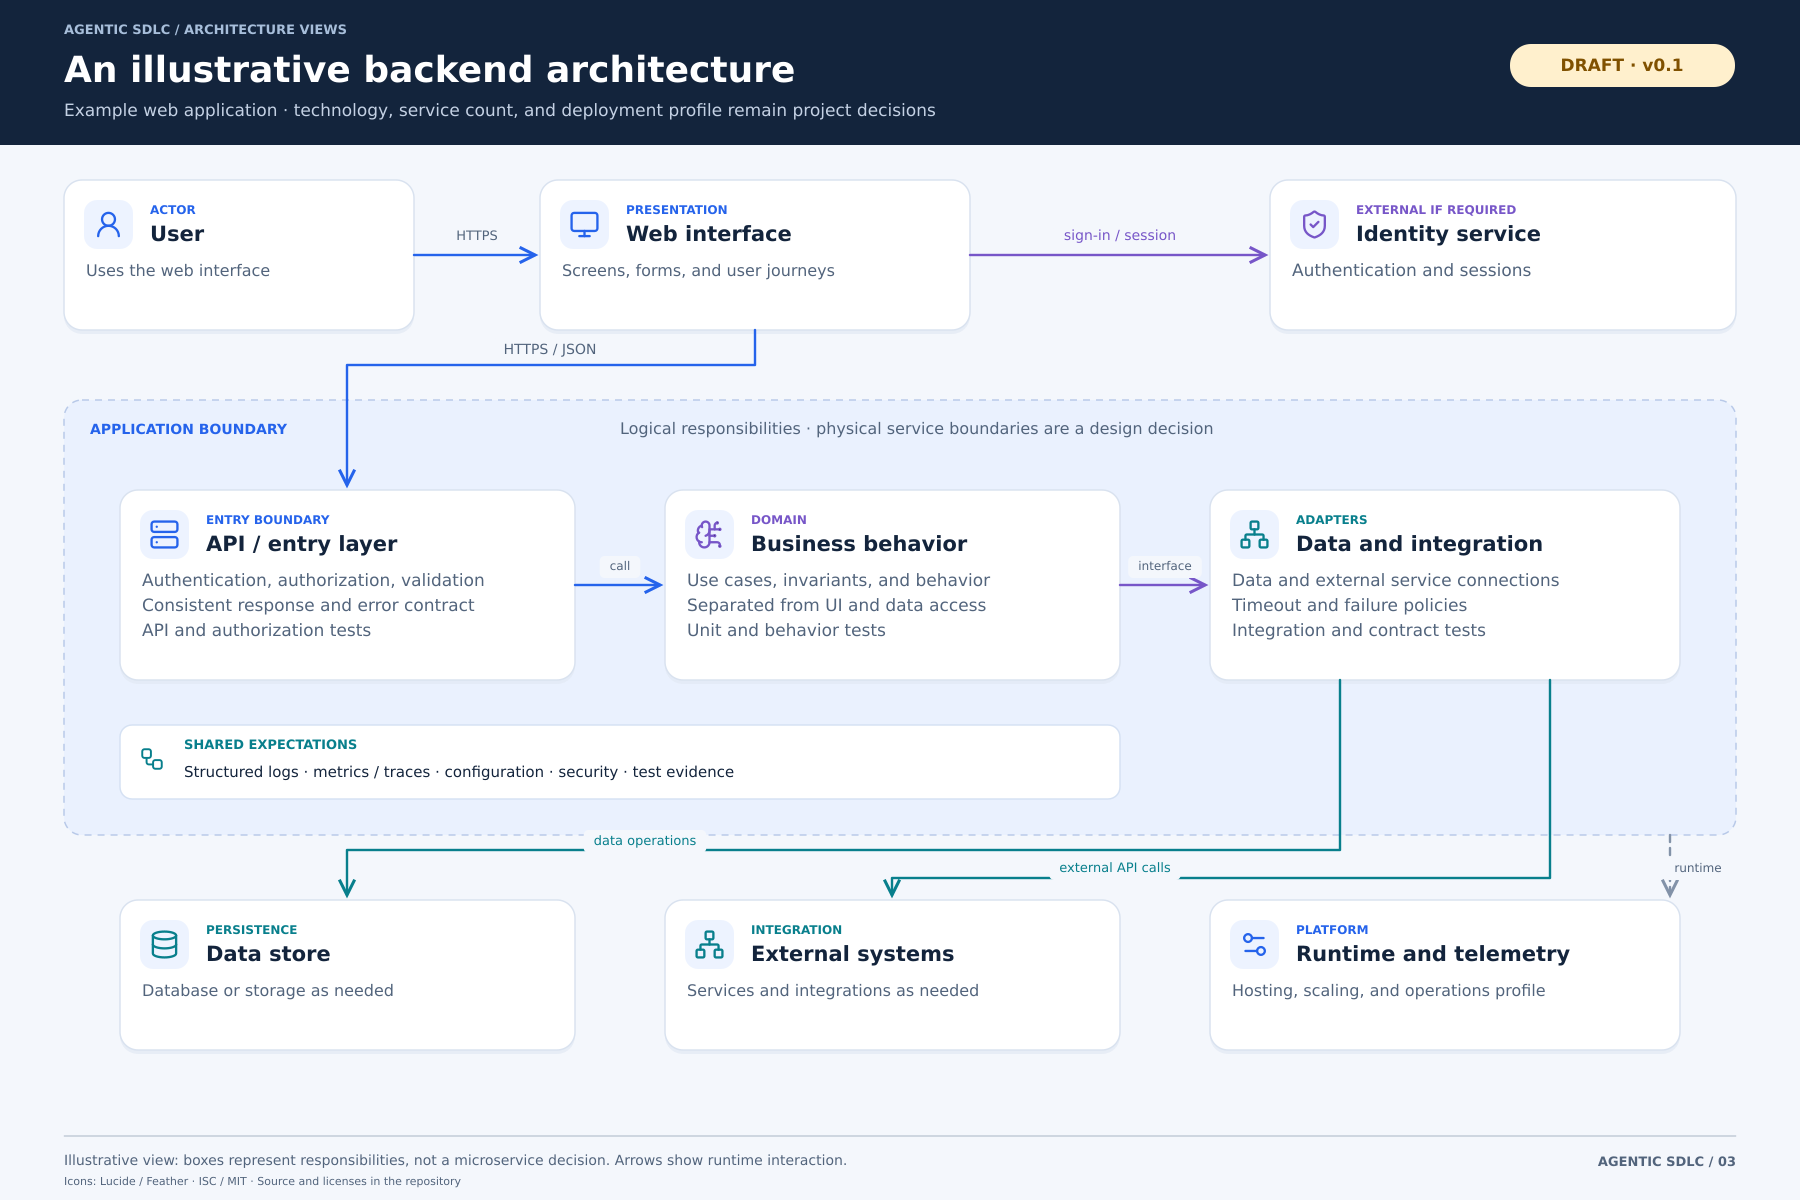 AGENTIC SDLC / ARCHITECTURE VIEWS
An illustrative backend architecture
Example web application · technology, service count, and deployment profile remain project decisions
DRAFT · v0.1
ACTOR
User
Uses the web interface
HTTPS
PRESENTATION
Web interface
Screens, forms, and user journeys
sign-in / session
EXTERNAL IF REQUIRED
Identity service
Authentication and sessions
HTTPS / JSON
APPLICATION BOUNDARY
Logical responsibilities · physical service boundaries are a design decision
ENTRY BOUNDARY
API / entry layer
Authentication, authorization, validation
Consistent response and error contract
API and authorization tests
call
DOMAIN
Business behavior
Use cases, invariants, and behavior
Separated from UI and data access
Unit and behavior tests
interface
ADAPTERS
Data and integration
Data and external service connections
Timeout and failure policies
Integration and contract tests
SHARED EXPECTATIONS
Structured logs · metrics / traces · configuration · security · test evidence
data operations
external API calls
runtime
PERSISTENCE
Data store
Database or storage as needed
INTEGRATION
External systems
Services and integrations as needed
PLATFORM
Runtime and telemetry
Hosting, scaling, and operations profile
Illustrative view: boxes represent responsibilities, not a microservice decision. Arrows show runtime interaction.
Icons: Lucide / Feather · ISC / MIT · Source and licenses in the repository
AGENTIC SDLC / 03